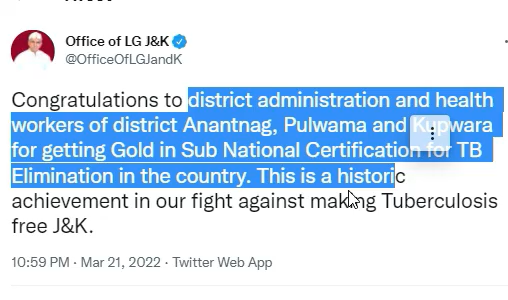 Office of LG J&K
@OfficeOfLGJandK
Congratulations to district administration and health
workers of district Anantnag, Pulwama and Kupwara
for getting Gold in Sub National Certification for TB
Elimination in the country. This is a historic
achievement in our fight against making Tuberculosis
free J&K.
10:59 PM · Mar 21, 2022 · Twitter Web App